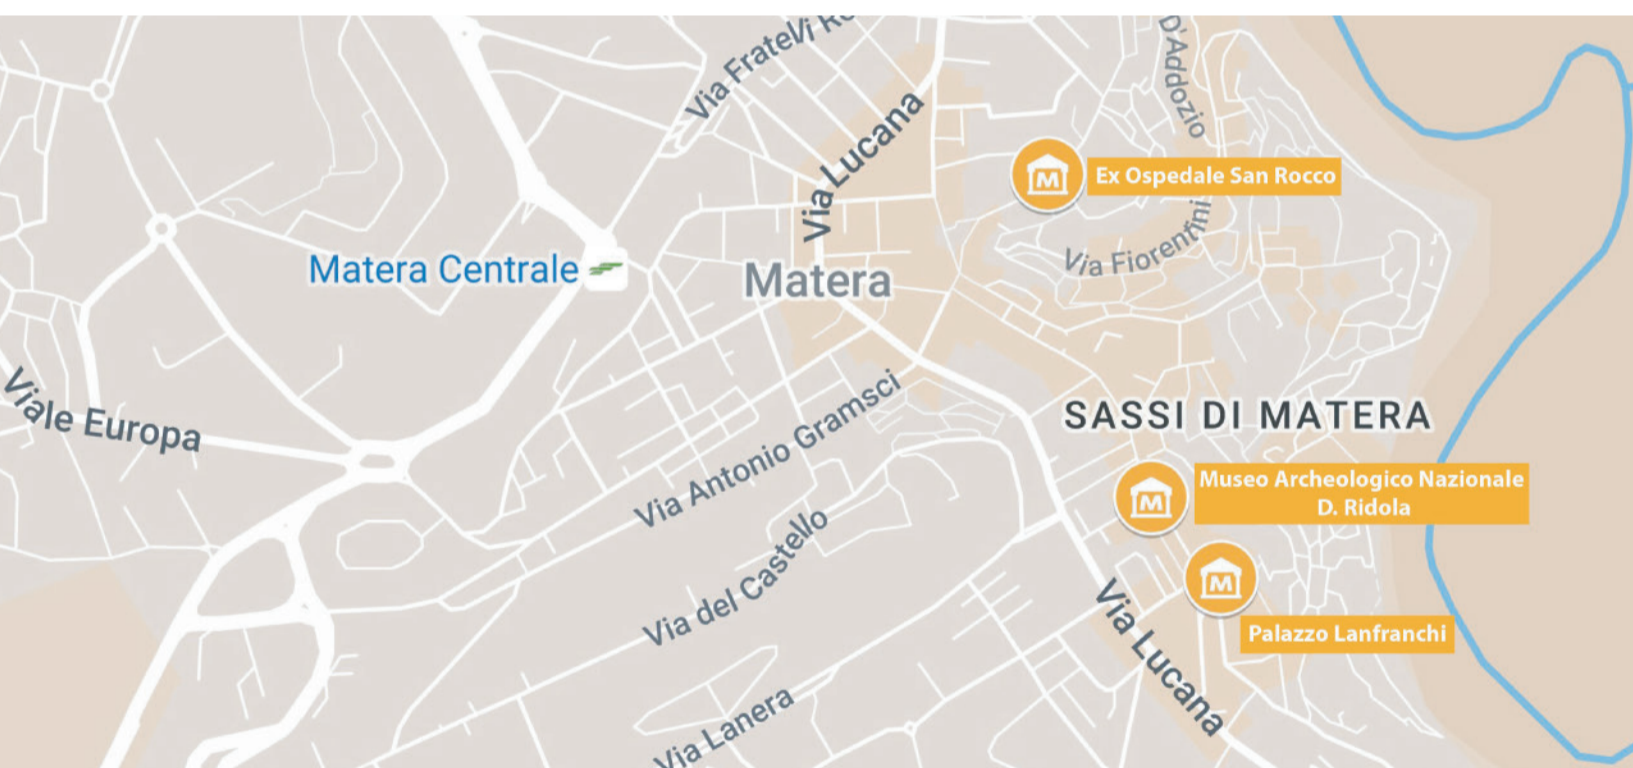 Via Fratelli
D'Addozio
Via Lucana
M
Ex Ospedale San Rocco
Via Fiorentini
Matera Centrale
Matera
Viale Europa
Via Antonio Gramsci
SASSI DI MATERA
M
Museo Archeologico Nazionale
D. Ridola
Via del Castello
M
Palazzo Lanfranchi
Via Lucana
Via Lanera